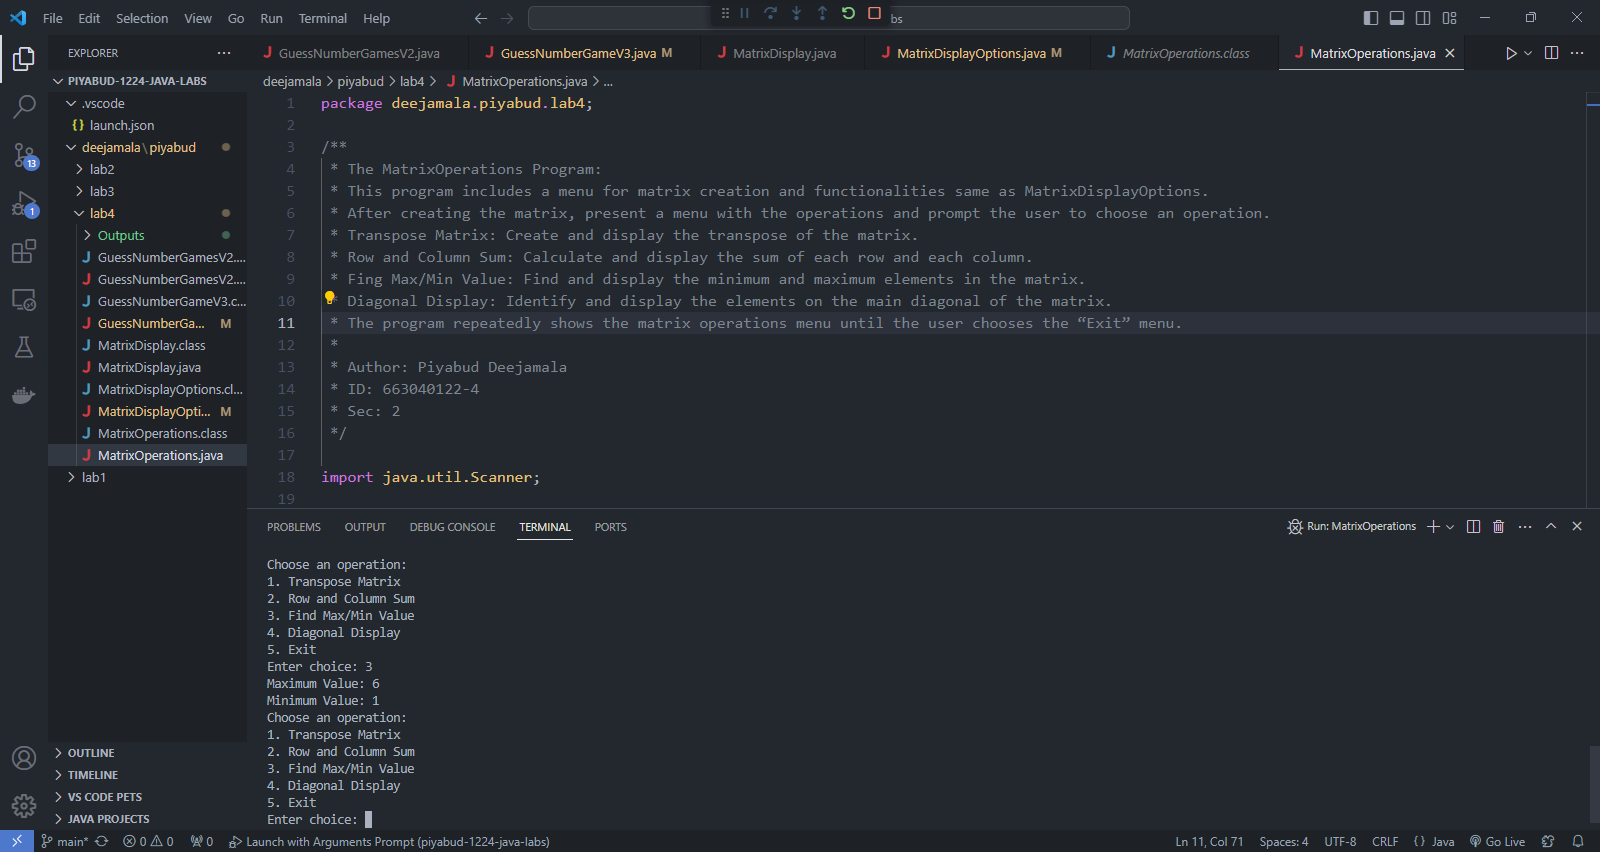 File Edit Selection View Go Run Terminal Help
bs
EXPLORER
PIYABUD-1224-JAVA-LABS
.vscode
{} launch.json
deejamala\piyabud
lab2
lab3
lab4
Outputs
J GuessNumberGamesV2....
J GuessNumberGamesV2....
J GuessNumberGameV3.c...
J GuessNumberGa... M
J MatrixDisplay.class
J MatrixDisplay.java
J MatrixDisplayOptions.cl...
J MatrixDisplayOpti... M
J MatrixOperations.class
J MatrixOperations.java
lab1
OUTLINE
TIMELINE
VS CODE PETS
JAVA PROJECTS
13
1
J GuessNumberGamesV2.java J GuessNumberGameV3.java M J MatrixDisplay.java J MatrixDisplayOptions.java M J MatrixOperations.class J MatrixOperations.java
deejamala > piyabud > lab4 > J MatrixOperations.java > ...
1 package deejamala.piyabud.lab4;
2
3 /**
4 * The MatrixOperations Program:
5 * This program includes a menu for matrix creation and functionalities same as MatrixDisplayOptions.
6 * After creating the matrix, present a menu with the operations and prompt the user to choose an operation.
7 * Transpose Matrix: Create and display the transpose of the matrix.
8 * Row and Column Sum: Calculate and display the sum of each row and each column.
9 * Fing Max/Min Value: Find and display the minimum and maximum elements in the matrix.
10 * Diagonal Display: Identify and display the elements on the main diagonal of the matrix.
11 * The program repeatedly shows the matrix operations menu until the user chooses the “Exit” menu.
12 *
13 * Author: Piyabud Deejamala
14 * ID: 663040122-4
15 * Sec: 2
16 */
17
18 import java.util.Scanner;
19
PROBLEMS OUTPUT DEBUG CONSOLE TERMINAL PORTS
Run: MatrixOperations
Choose an operation:
1. Transpose Matrix
2. Row and Column Sum
3. Find Max/Min Value
4. Diagonal Display
5. Exit
Enter choice: 3
Maximum Value: 6
Minimum Value: 1
Choose an operation:
1. Transpose Matrix
2. Row and Column Sum
3. Find Max/Min Value
4. Diagonal Display
5. Exit
Enter choice:
main* 0 0 0 Launch with Arguments Prompt (piyabud-1224-java-labs) Ln 11, Col 71 Spaces: 4 UTF-8 CRLF {} Java Go Live